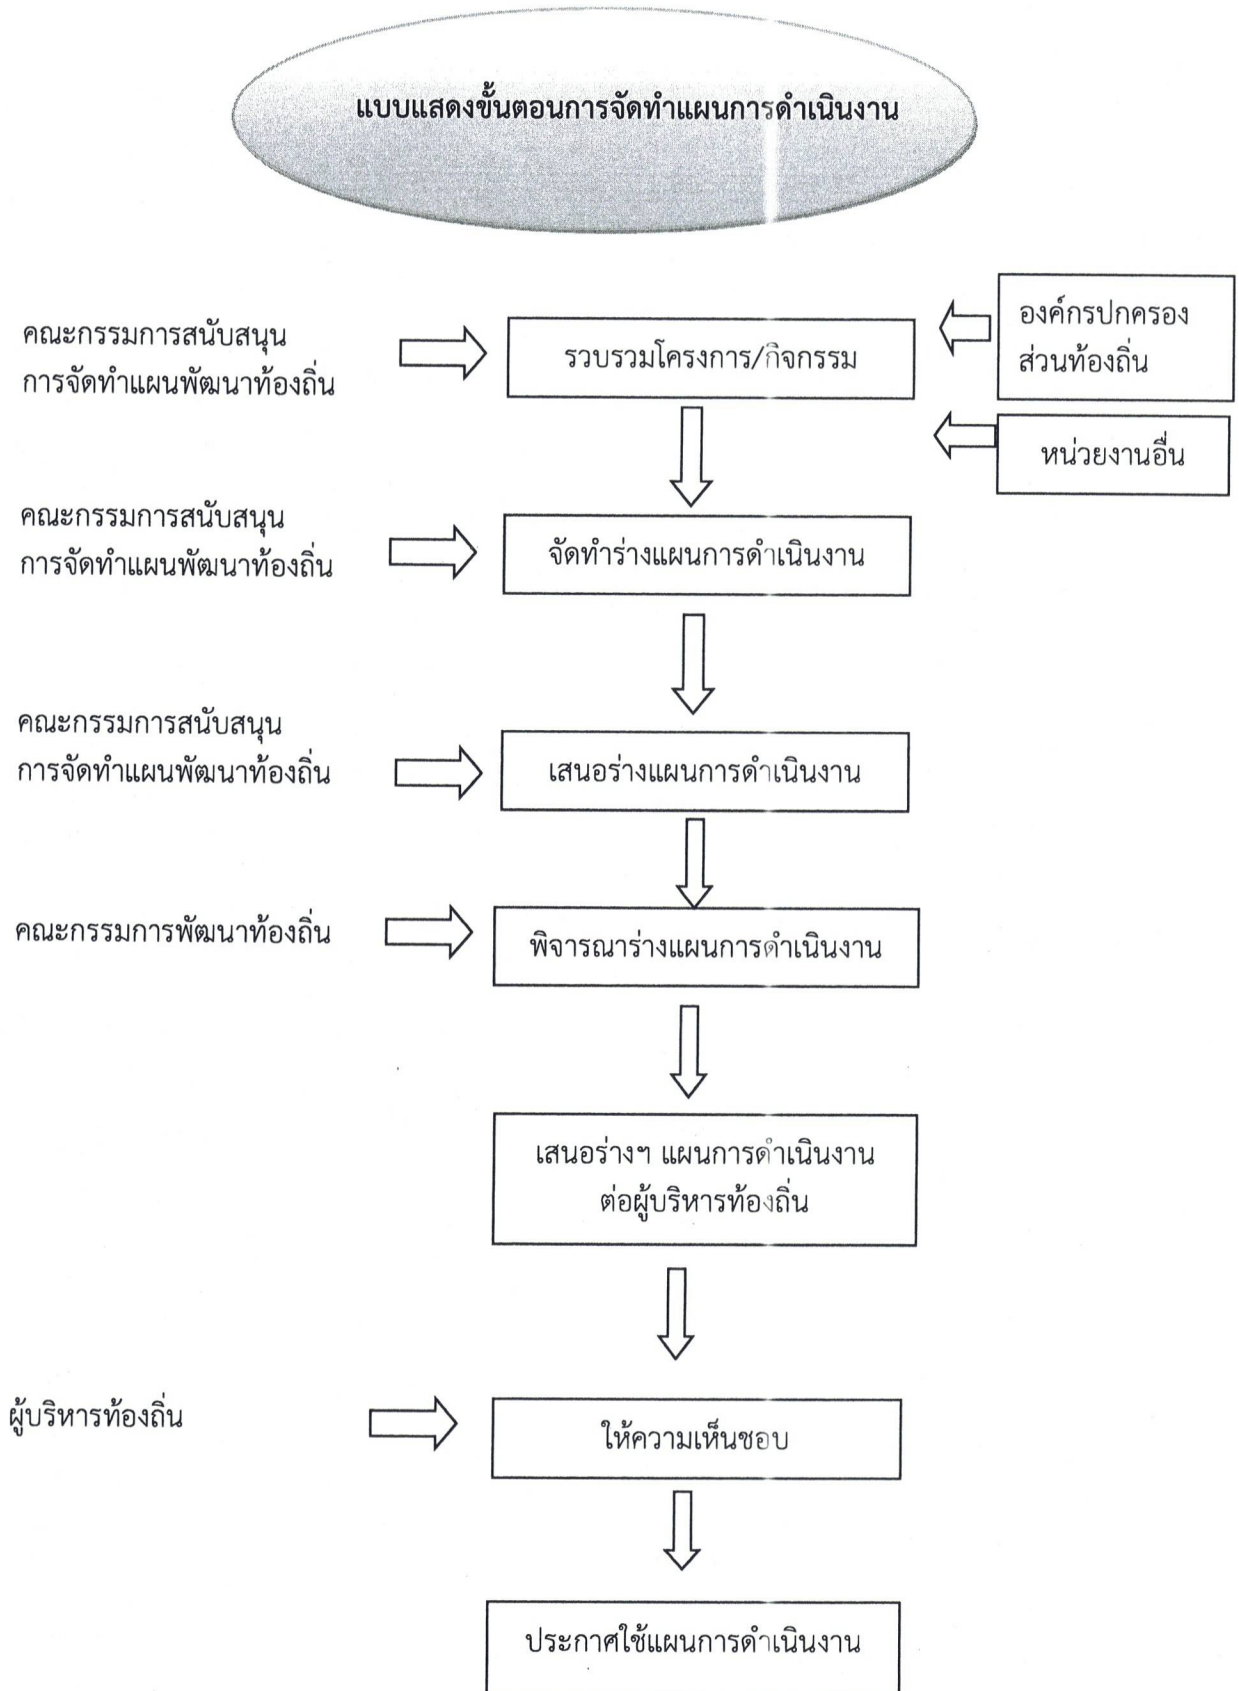 แบบแสดงขั้นตอนการจัดทำแผนการดำเนินงาน
คณะกรรมการสนับสนุน
การจัดทำแผนพัฒนาท้องถิ่น
รวบรวมโครงการ/กิจกรรม
องค์กรปกครอง
ส่วนท้องถิ่น
หน่วยงานอื่น
คณะกรรมการสนับสนุน
การจัดทำแผนพัฒนาท้องถิ่น
จัดทำร่างแผนการดำเนินงาน
คณะกรรมการสนับสนุน
การจัดทำแผนพัฒนาท้องถิ่น
เสนอร่างแผนการดำเนินงาน
คณะกรรมการพัฒนาท้องถิ่น
พิจารณาร่างแผนการดำเนินงาน
เสนอร่างฯ แผนการดำเนินงาน
ต่อผู้บริหารท้องถิ่น
ผู้บริหารท้องถิ่น
ให้ความเห็นชอบ
ประกาศใช้แผนการดำเนินงาน